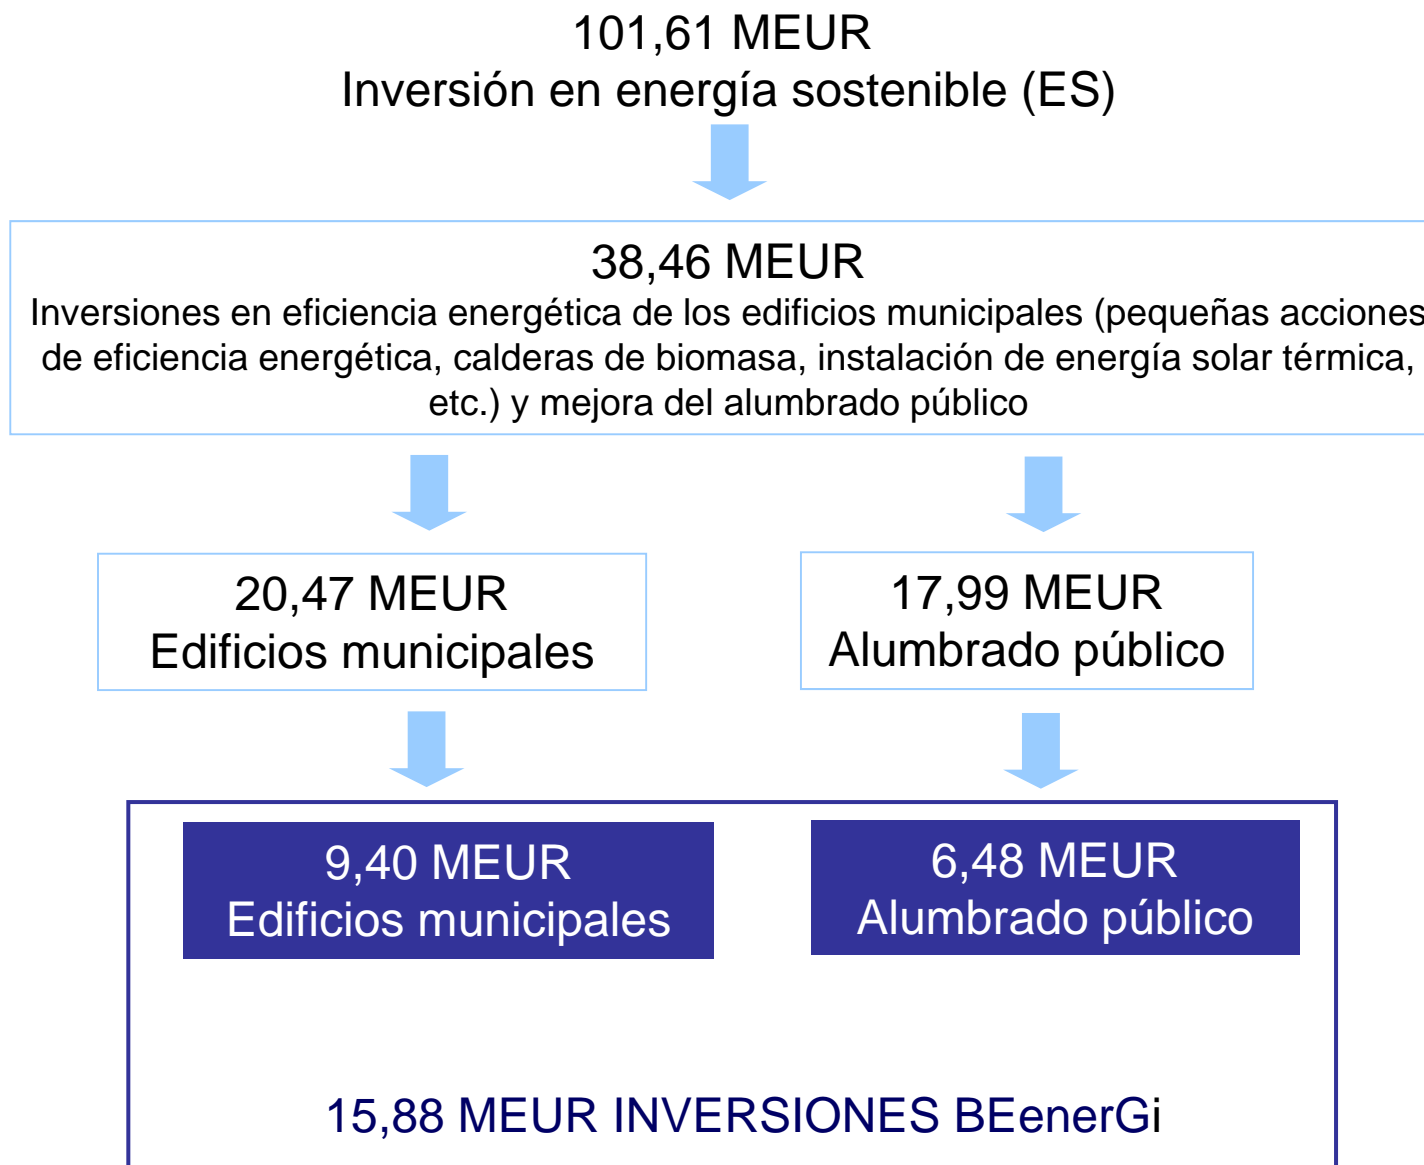 101,61 MEUR
Inversión en energía sostenible (ES)
38,46 MEUR
Inversiones en eficiencia energética de los edificios municipales (pequeñas acciones
de eficiencia energética, calderas de biomasa, instalación de energía solar térmica,
etc.) y mejora del alumbrado público
20,47 MEUR
Edificios municipales
17,99 MEUR
Alumbrado público
9,40 MEUR
Edificios municipales
6,48 MEUR
Alumbrado público
15,88 MEUR INVERSIONES BEenerGi